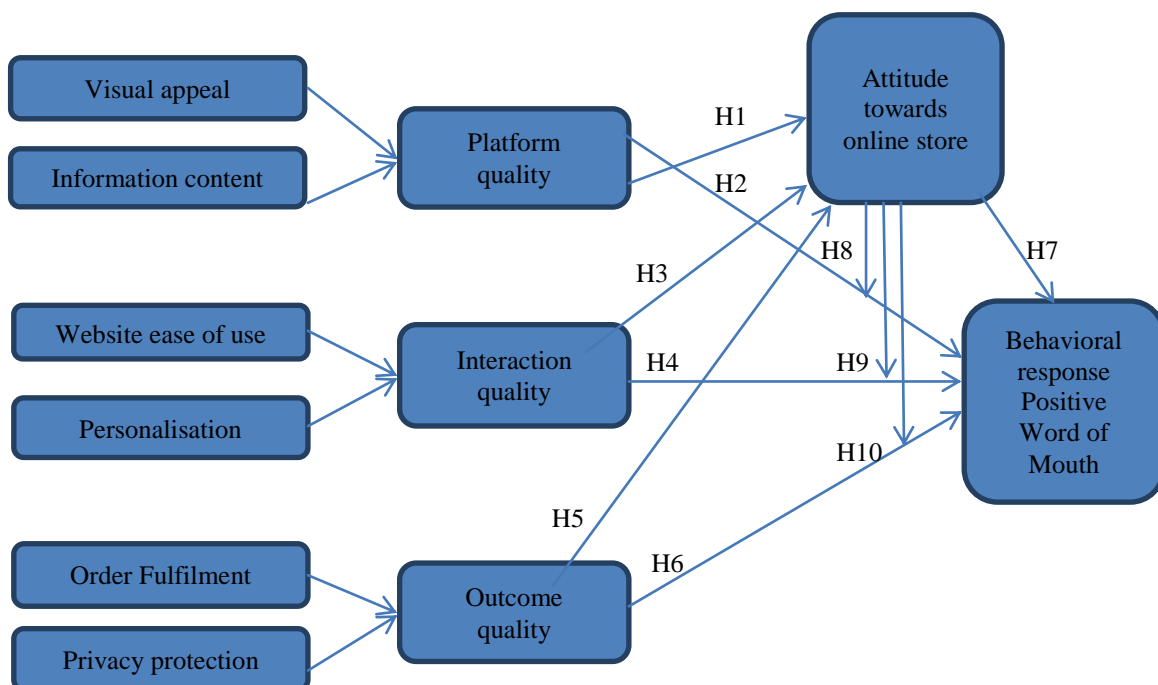 Visual appeal
Information content
Website ease of use
Personalisation
Order Fulfilment
Privacy protection
Platform
quality
Interaction
quality
Outcome
quality
H1
H2
H3
H4
H5
H6
H8
H9
H10
H7
Attitude
towards
online store
Behavioral
response
Positive
Word of
Mouth